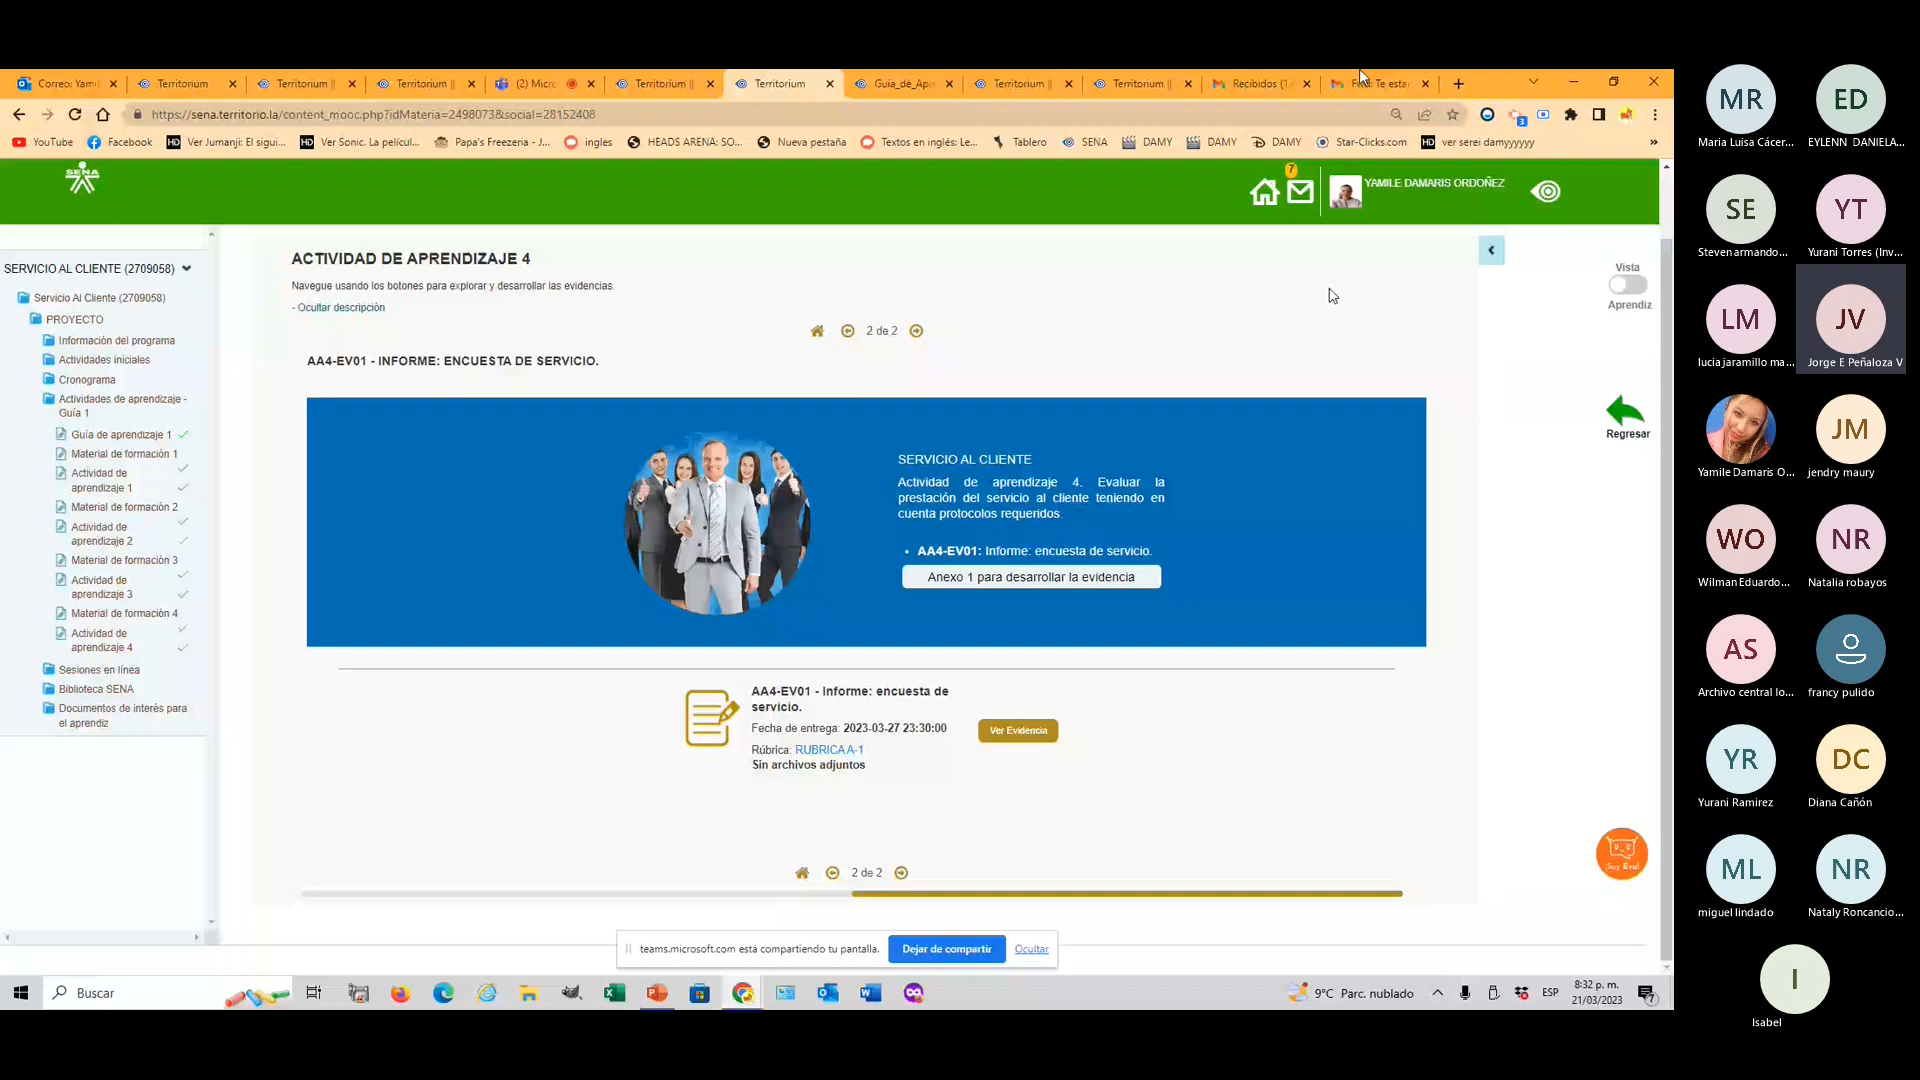 Correo: Yami
Territorium
Territorium ||
Territorium ||
(2) Micro
Territorium ||
Territorium
Guia_de_Apr
Territorium ||
Territorium ||
Recibidos (1.
Te esta
https://sena.territorio.la/content_mooc.php?idMateria=2498073&social=28152408
YouTube
Facebook
Ver Jumanji: El sigui...
Ver Sonic. La películ...
Papa's Freezeria - J...
ingles
HEADS ARENA: SO...
Nueva pestaña
Textos en inglés: Le...
Tablero
SENA
DAMY
DAMY
DAMY
Star-Clicks.com
ver serei damyyyyyy
SENA
7
YAMILE DAMARIS ORDOÑEZ
SERVICIO AL CLIENTE (2709058)
Servicio Al Cliente (2709058)
PROYECTO
Información del programa
Actividades iniciales
Cronograma
Actividades de aprendizaje -
Guía 1
Guía de aprendizaje 1
Material de formación 1
Actividad de
aprendizaje 1
Material de formación 2
Actividad de
aprendizaje 2
Material de formación 3
Actividad de
aprendizaje 3
Material de formación 4
Actividad de
aprendizaje 4
Sesiones en línea
Biblioteca SENA
Documentos de interés para
el aprendiz
ACTIVIDAD DE APRENDIZAJE 4
Navegue usando los botones para explorar y desarrollar las evidencias.
- Ocultar descripción
2 de 2
AA4-EV01 - INFORME: ENCUESTA DE SERVICIO.
SERVICIO AL CLIENTE
Actividad de aprendizaje 4. Evaluar la
prestación del servicio al cliente teniendo en
cuenta protocolos requeridos.
• AA4-EV01: Informe: encuesta de servicio.
Anexo 1 para desarrollar la evidencia
AA4-EV01 - Informe: encuesta de
servicio.
Fecha de entrega: 2023-03-27 23:30:00
Rúbrica: RUBRICA A-1
Sin archivos adjuntos
Ver Evidencia
2 de 2
Vista
Aprendiz
Regresar
¡Soy Eva!
teams.microsoft.com está compartiendo tu pantalla.
Dejar de compartir
Ocultar
Buscar
9°C Parc. nublado
ESP
8:32 p. m.
21/03/2023
7
MR
Maria Luisa Cácer...
ED
EYLENN DANIELA...
SE
Steven armando...
YT
Yurani Torres (Inv...
LM
lucia jaramillo ma...
JV
Jorge E Peñaloza V
Yamile Damaris O...
JM
jendry maury
WO
Wilman Eduardo...
NR
Natalia robayos
AS
Archivo central lo...
francy pulido
YR
Yurani Ramirez
DC
Diana Cañón
ML
miguel lindado
NR
Nataly Roncancio...
I
Isabel